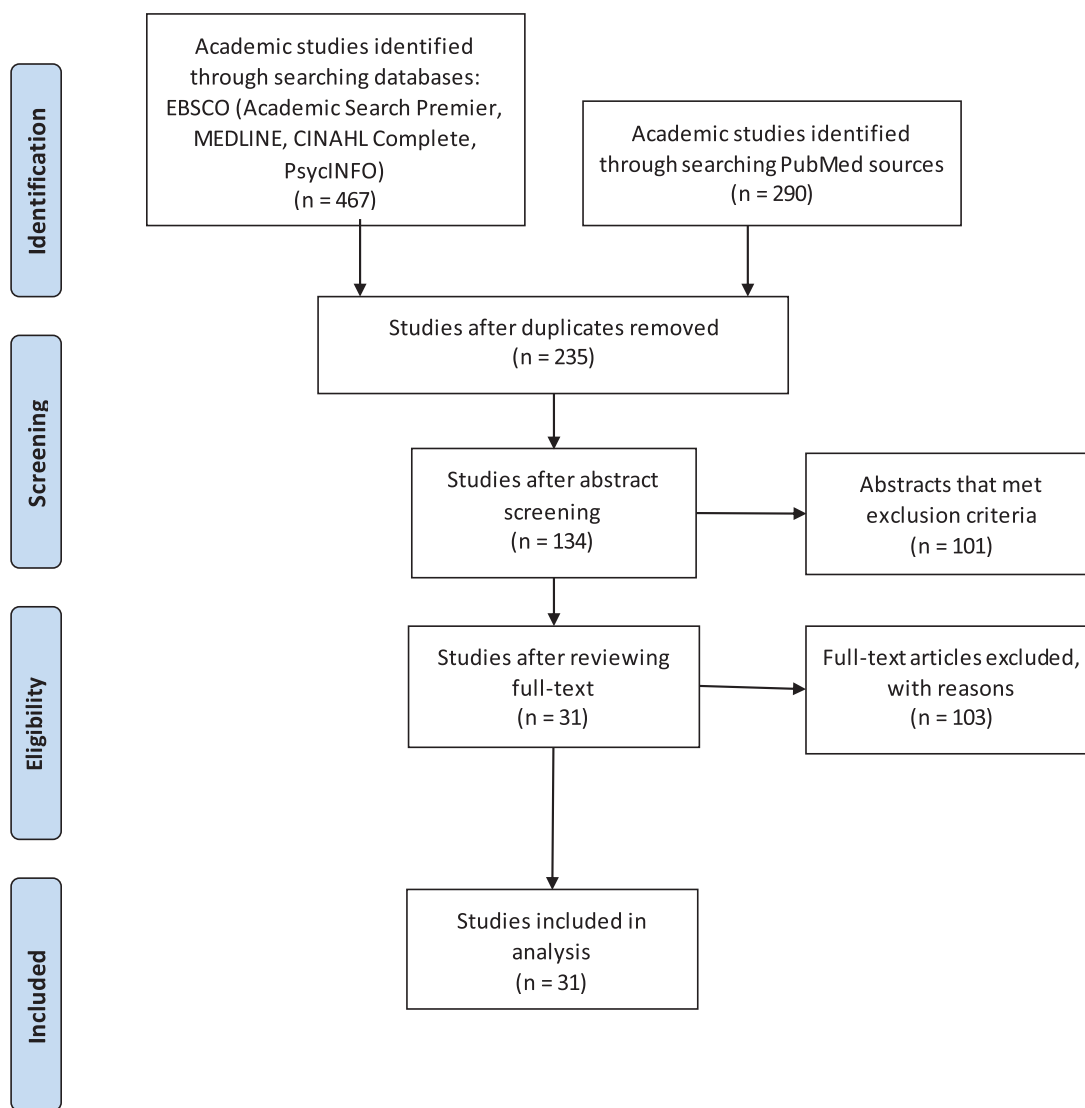 Identification
Academic studies identified
through searching databases:
EBSCO (Academic Search Premier,
MEDLINE, CINAHL Complete,
PsycINFO)
(n = 467)
Academic studies identified
through searching PubMed sources
(n = 290)
Studies after duplicates removed
(n = 235)
Screening
Studies after abstract
screening
(n = 134)
Abstracts that met
exclusion criteria
(n = 101)
Eligibility
Studies after reviewing
full-text
(n = 31)
Full-text articles excluded,
with reasons
(n = 103)
Included
Studies included in
analysis
(n = 31)